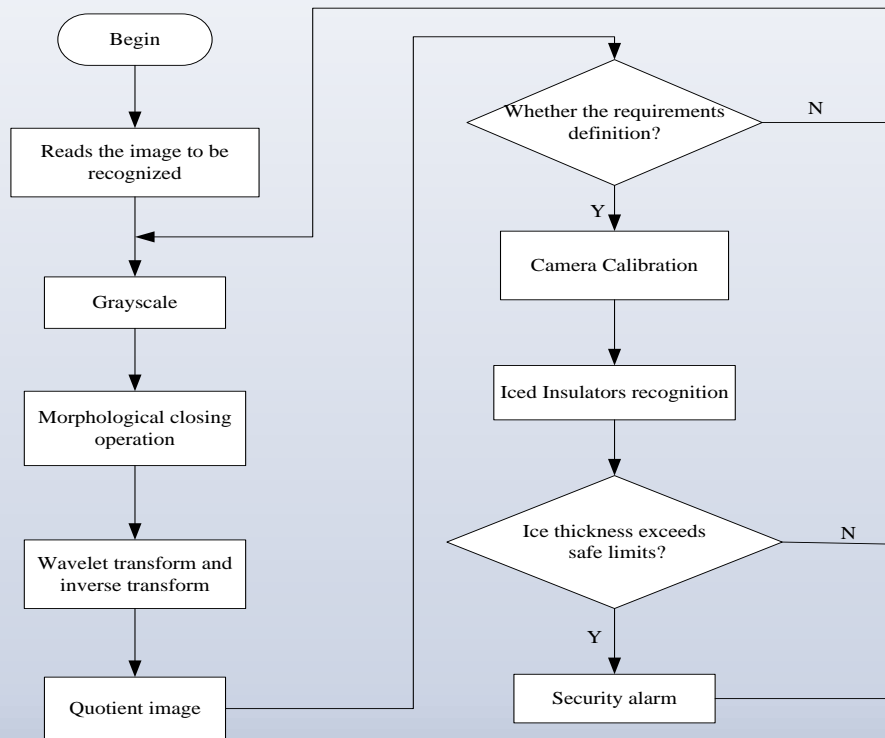 Begin
Reads the image to be
recognized
Grayscale
Morphological closing
operation
Wavelet transform and
inverse transform
Quotient image
Whether the requirements
definition?
N
Y
Camera Calibration
Iced Insulators recognition
Ice thickness exceeds
safe limits?
N
Y
Security alarm